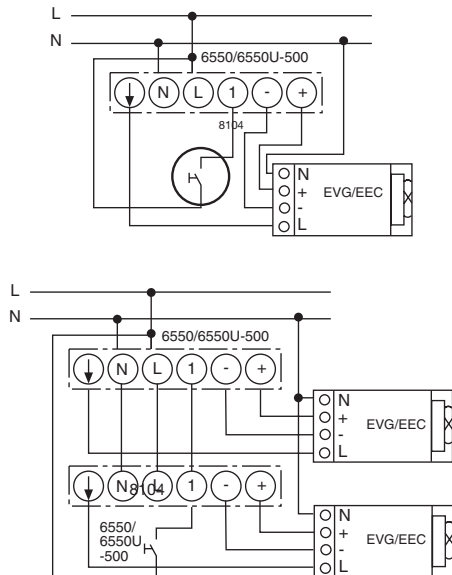 L
N
6550/6550U-500
N L 1 - +
8104
N
+
-
L
EVG/EEC
L
N
6550/6550U-500
N L 1 - +
N
+
-
L
EVG/EEC
N L 1 - +
8104
6550/
6550U
-500
N
+
-
L
EVG/EEC